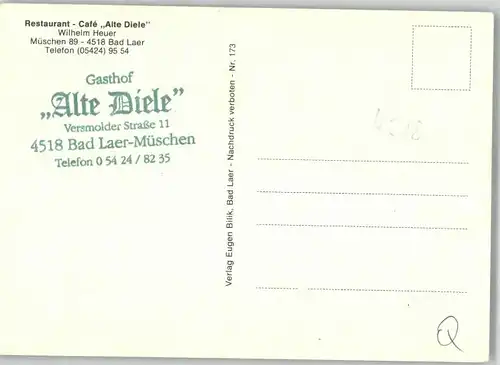 Restaurant - Café „Alte Diele"
Wilhelm Heuer
Müschen 89 - 4518 Bad Laer
Telefon (05424) 95 54
Gasthof
„Alte Diele”
Versmolder Straße 11
4518 Bad Laer-Müschen
Telefon 0 54 24 / 82 35
Verlag Eugen Bilik, Bad Laer - Nachdruck verboten - Nr. 173
Q